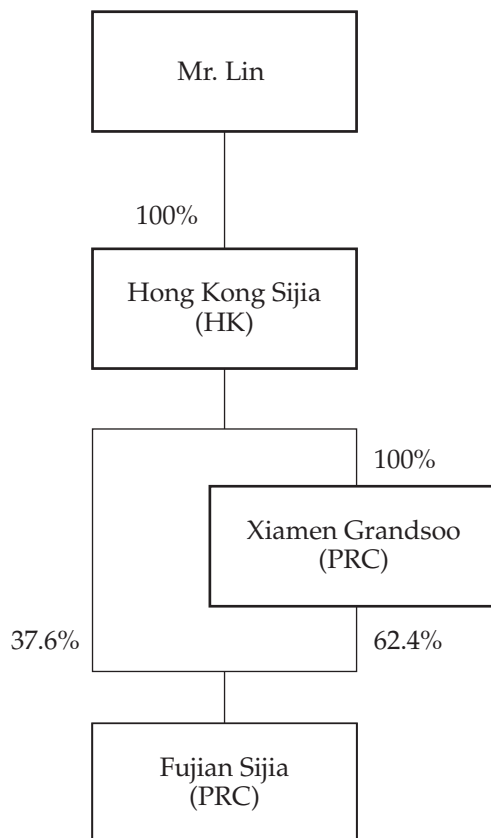 Mr. Lin
100%
Hong Kong Sijia
(HK)
100%
Xiamen Grandsoo
(PRC)
37.6%
62.4%
Fujian Sijia
(PRC)